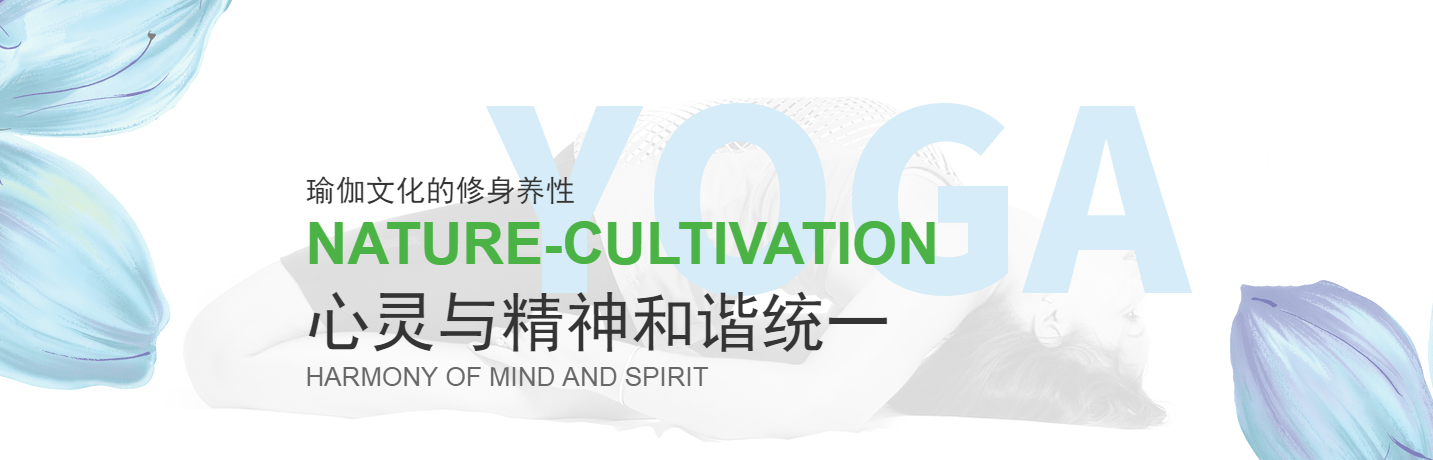 YOGA
瑜伽文化的修身养性
NATURE-CULTIVATION
心灵与精神和谐统一
HARMONY OF MIND AND SPIRIT